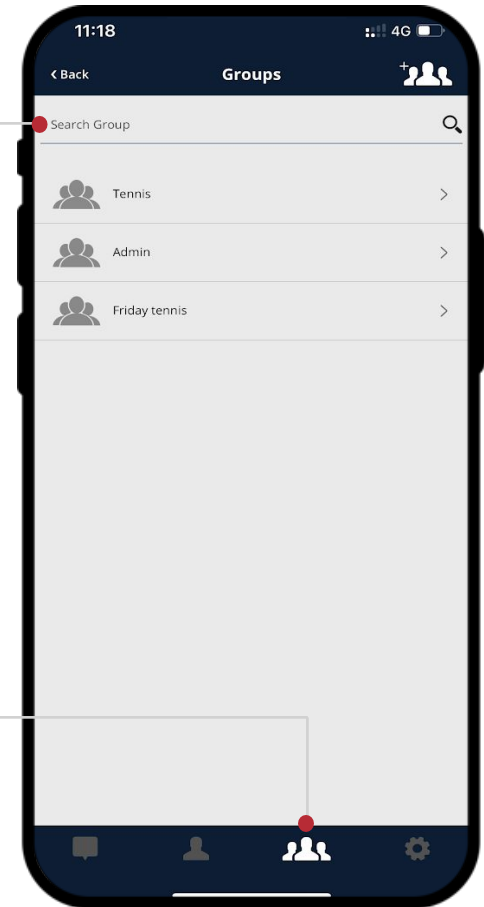 11:18
4G
Back
Groups
Search Group
Tennis
Admin
Friday tennis